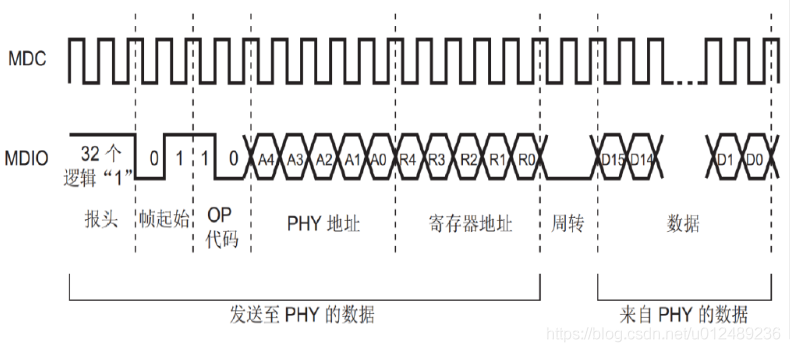 MDC
MDIO
32 个
逻辑“1”
0 1 1 0 A4 A3 A2 A1 A0 R4 R3 R2 R1 R0 D15 D14 D1 D0
报头 帧起始 OP 代码 PHY 地址 寄存器地址 周转 数据
发送至 PHY 的数据 来自 PHY 的数据
https://blog.csdn.net/u012489236